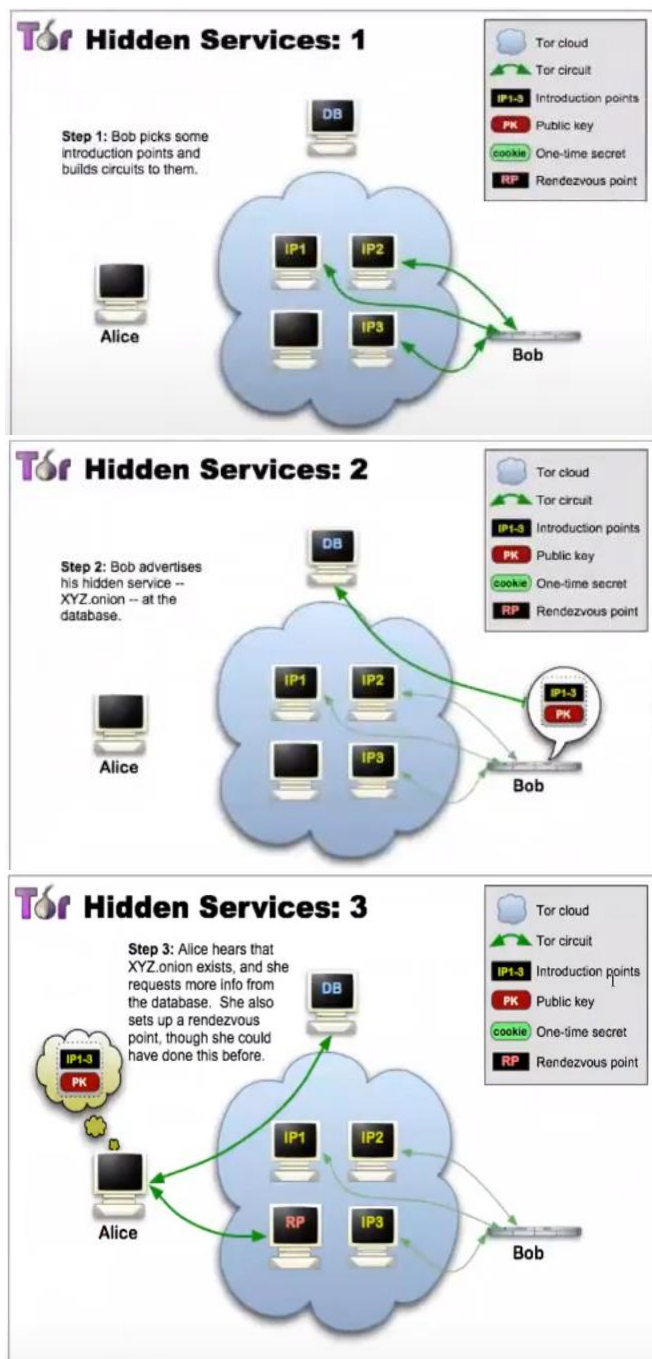 Tor Hidden Services: 1
Tor cloud
Tor circuit
IP1-3 Introduction points
PK Public key
cookie One-time secret
RP Rendezvous point
Step 1: Bob picks some
introduction points and
builds circuits to them.
DB
IP1
IP2
IP3
Alice
Bob
Tor Hidden Services: 2
Tor cloud
Tor circuit
IP1-3 Introduction points
PK Public key
cookie One-time secret
RP Rendezvous point
Step 2: Bob advertises
his hidden service --
XYZ.onion -- at the
database.
DB
IP1
IP2
IP3
IP1-3
PK
Alice
Bob
Tor Hidden Services: 3
Tor cloud
Tor circuit
IP1-3 Introduction points
PK Public key
cookie One-time secret
RP Rendezvous point
Step 3: Alice hears that
XYZ.onion exists, and she
requests more info from
the database. She also
sets up a rendezvous
point, though she could
have done this before.
DB
IP1-3
PK
IP1
IP2
RP
IP3
Alice
Bob